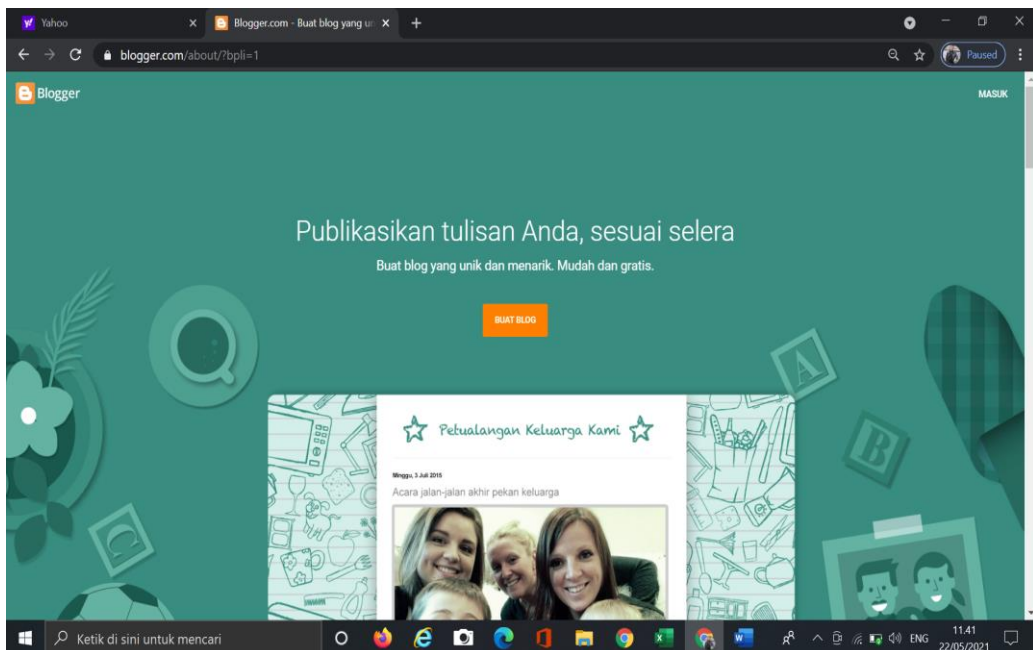 Yahoo
Blogger.com - Buat blog yang un
blogger.com/about/?bpli=1
Paused
Blogger
MASUK
Publikasikan tulisan Anda, sesuai selera
Buat blog yang unik dan menarik. Mudah dan gratis.
BUAT BLOG
A
B
C
Petualangan Keluarga Kami
Minggu, 3 Juli 2015
Acara jalan-jalan akhir pekan keluarga
Ketik di sini untuk mencari
ENG
11.41
22/05/2021